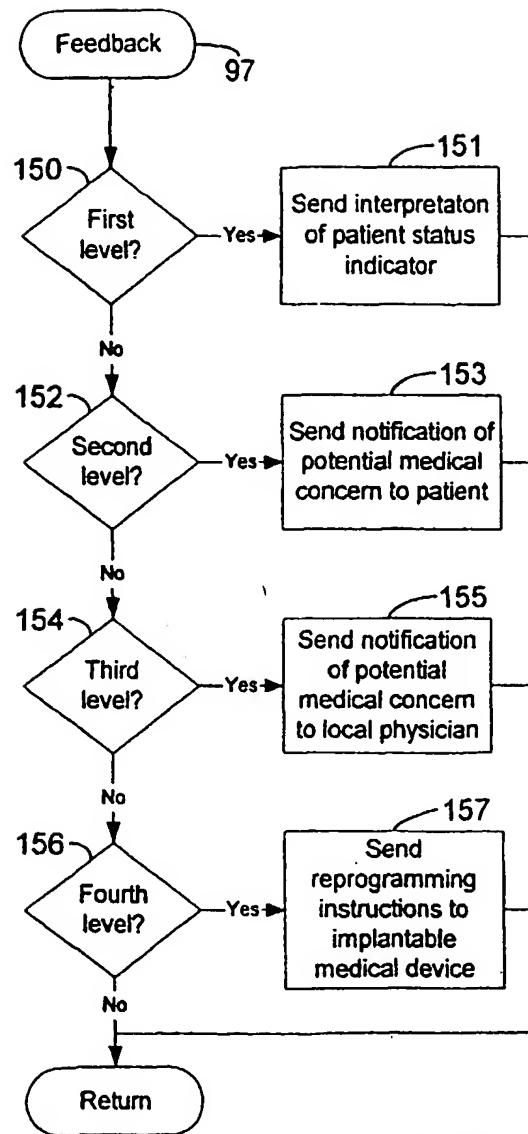 Feedback
97
150
First
level?
Yes
151
Send interpretaton
of patient status
indicator
No
152
Second
level?
Yes
153
Send notification of
potential medical
concern to patient
No
154
Third
level?
Yes
155
Send notification
of potential
medical concern
to local physician
No
156
Fourth
level?
Yes
157
Send
reprogramming
instructions to
implantable
medical device
No
Return